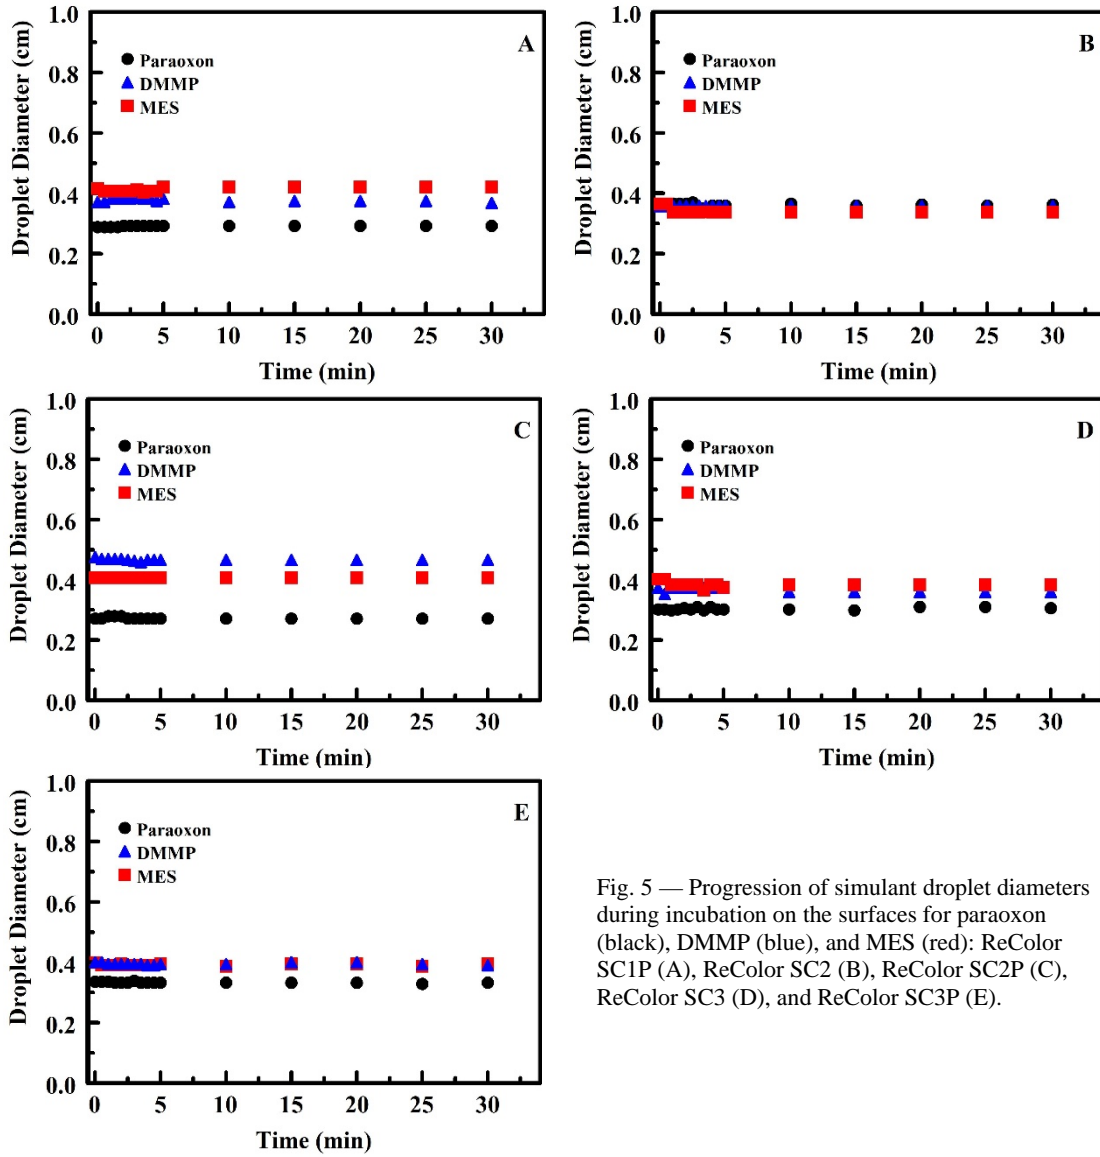 1.0
0.8
0.6
0.4
0.2
0.0
Droplet Diameter (cm)
A
Paraoxon
DMMP
MES
0 5 10 15 20 25 30
Time (min)
1.0
0.8
0.6
0.4
0.2
0.0
Droplet Diameter (cm)
B
Paraoxon
DMMP
MES
0 5 10 15 20 25 30
Time (min)
1.0
0.8
0.6
0.4
0.2
0.0
Droplet Diameter (cm)
C
Paraoxon
DMMP
MES
0 5 10 15 20 25 30
Time (min)
1.0
0.8
0.6
0.4
0.2
0.0
Droplet Diameter (cm)
D
Paraoxon
DMMP
MES
0 5 10 15 20 25 30
Time (min)
1.0
0.8
0.6
0.4
0.2
0.0
Droplet Diameter (cm)
E
Paraoxon
DMMP
MES
0 5 10 15 20 25 30
Time (min)
Fig. 5 — Progression of simulant droplet diameters
during incubation on the surfaces for paraoxon
(black), DMMP (blue), and MES (red): ReColor
SC1P (A), ReColor SC2 (B), ReColor SC2P (C),
ReColor SC3 (D), and ReColor SC3P (E).